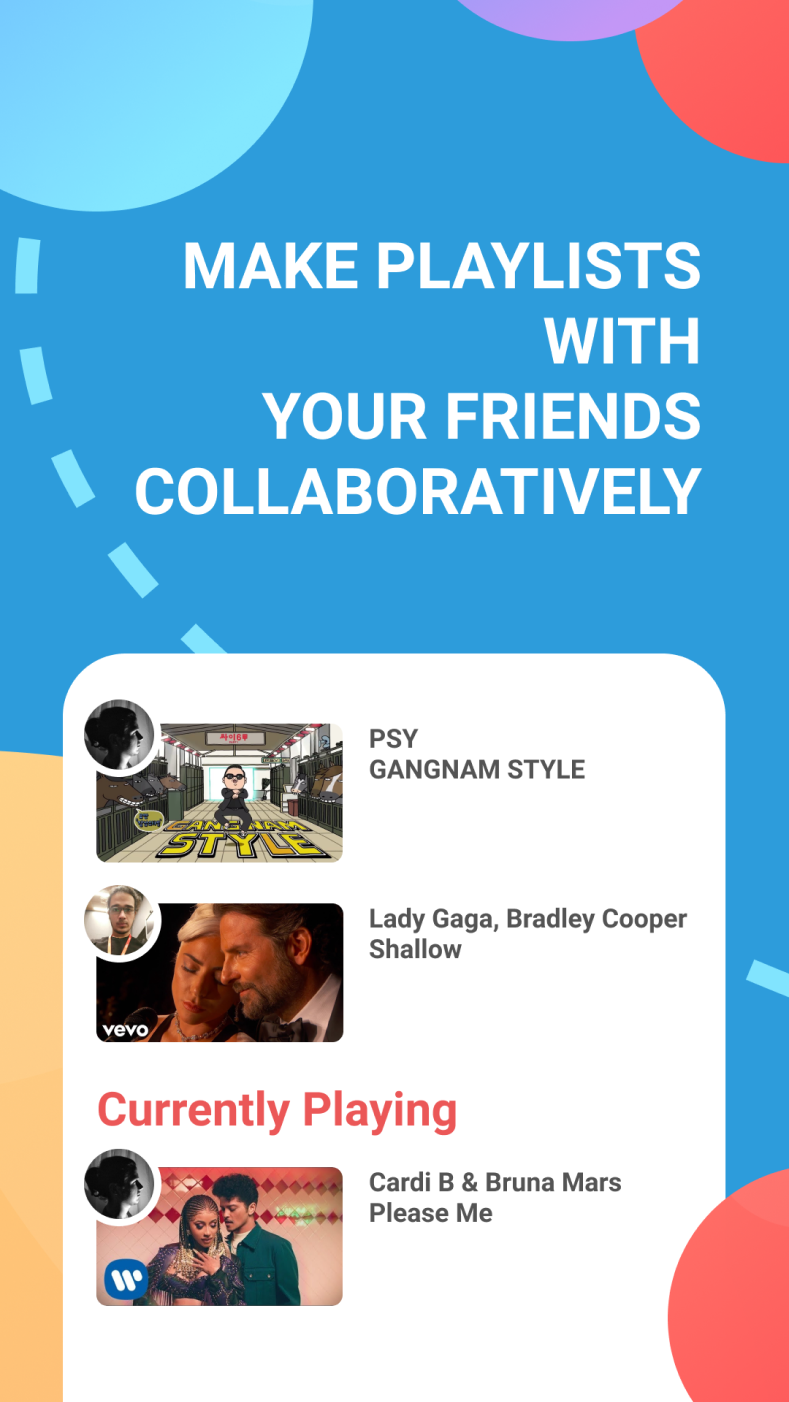 MAKE PLAYLISTS
WITH
YOUR FRIENDS
COLLABORATIVELY
PSY
GANGNAM STYLE
싸이6甲
GANGNAM
STYLE
Lady Gaga, Bradley Cooper
Shallow
vevo
Currently Playing
Cardi B & Bruna Mars
Please Me